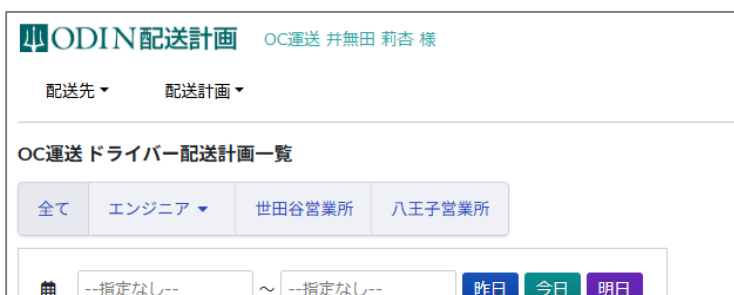 ODIN配送計画 OC運送 井無田 莉杏 様
配送先 配送計画
OC運送 ドライバー配送計画一覧
全て エンジニア 世田谷営業所 八王子営業所
--指定なし-- ～ --指定なし-- 昨日 今日 明日